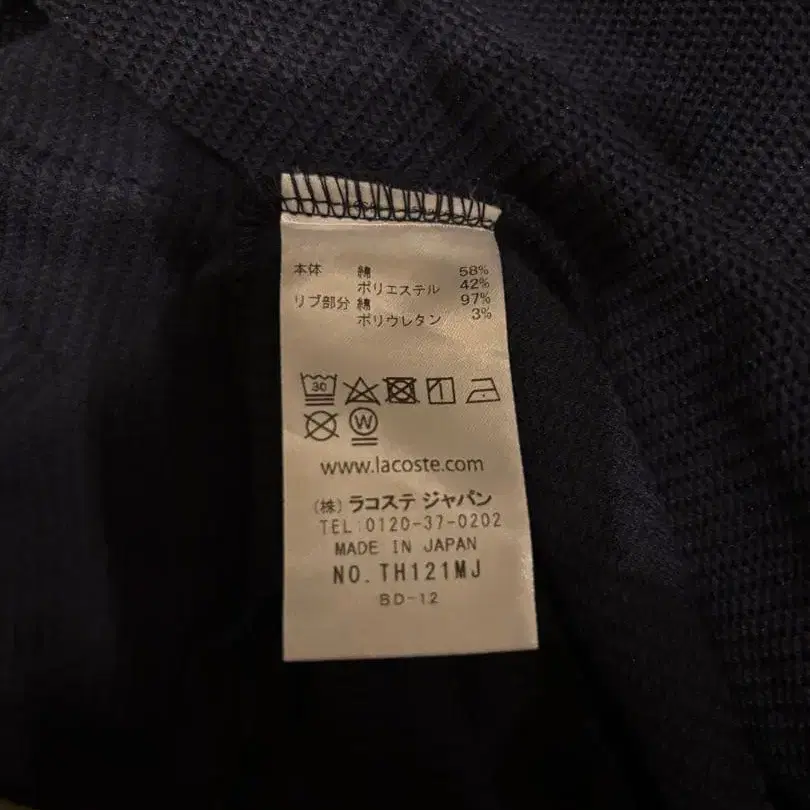 本体 綿 58%
ポリエステル 42%
リブ部分 綿 97%
ポリウレタン 3%
30
W
www.lacoste.com
(株) ラコステ ジャパン
TEL:0120-37-0202
MADE IN JAPAN
NO. TH121MJ
BD-12